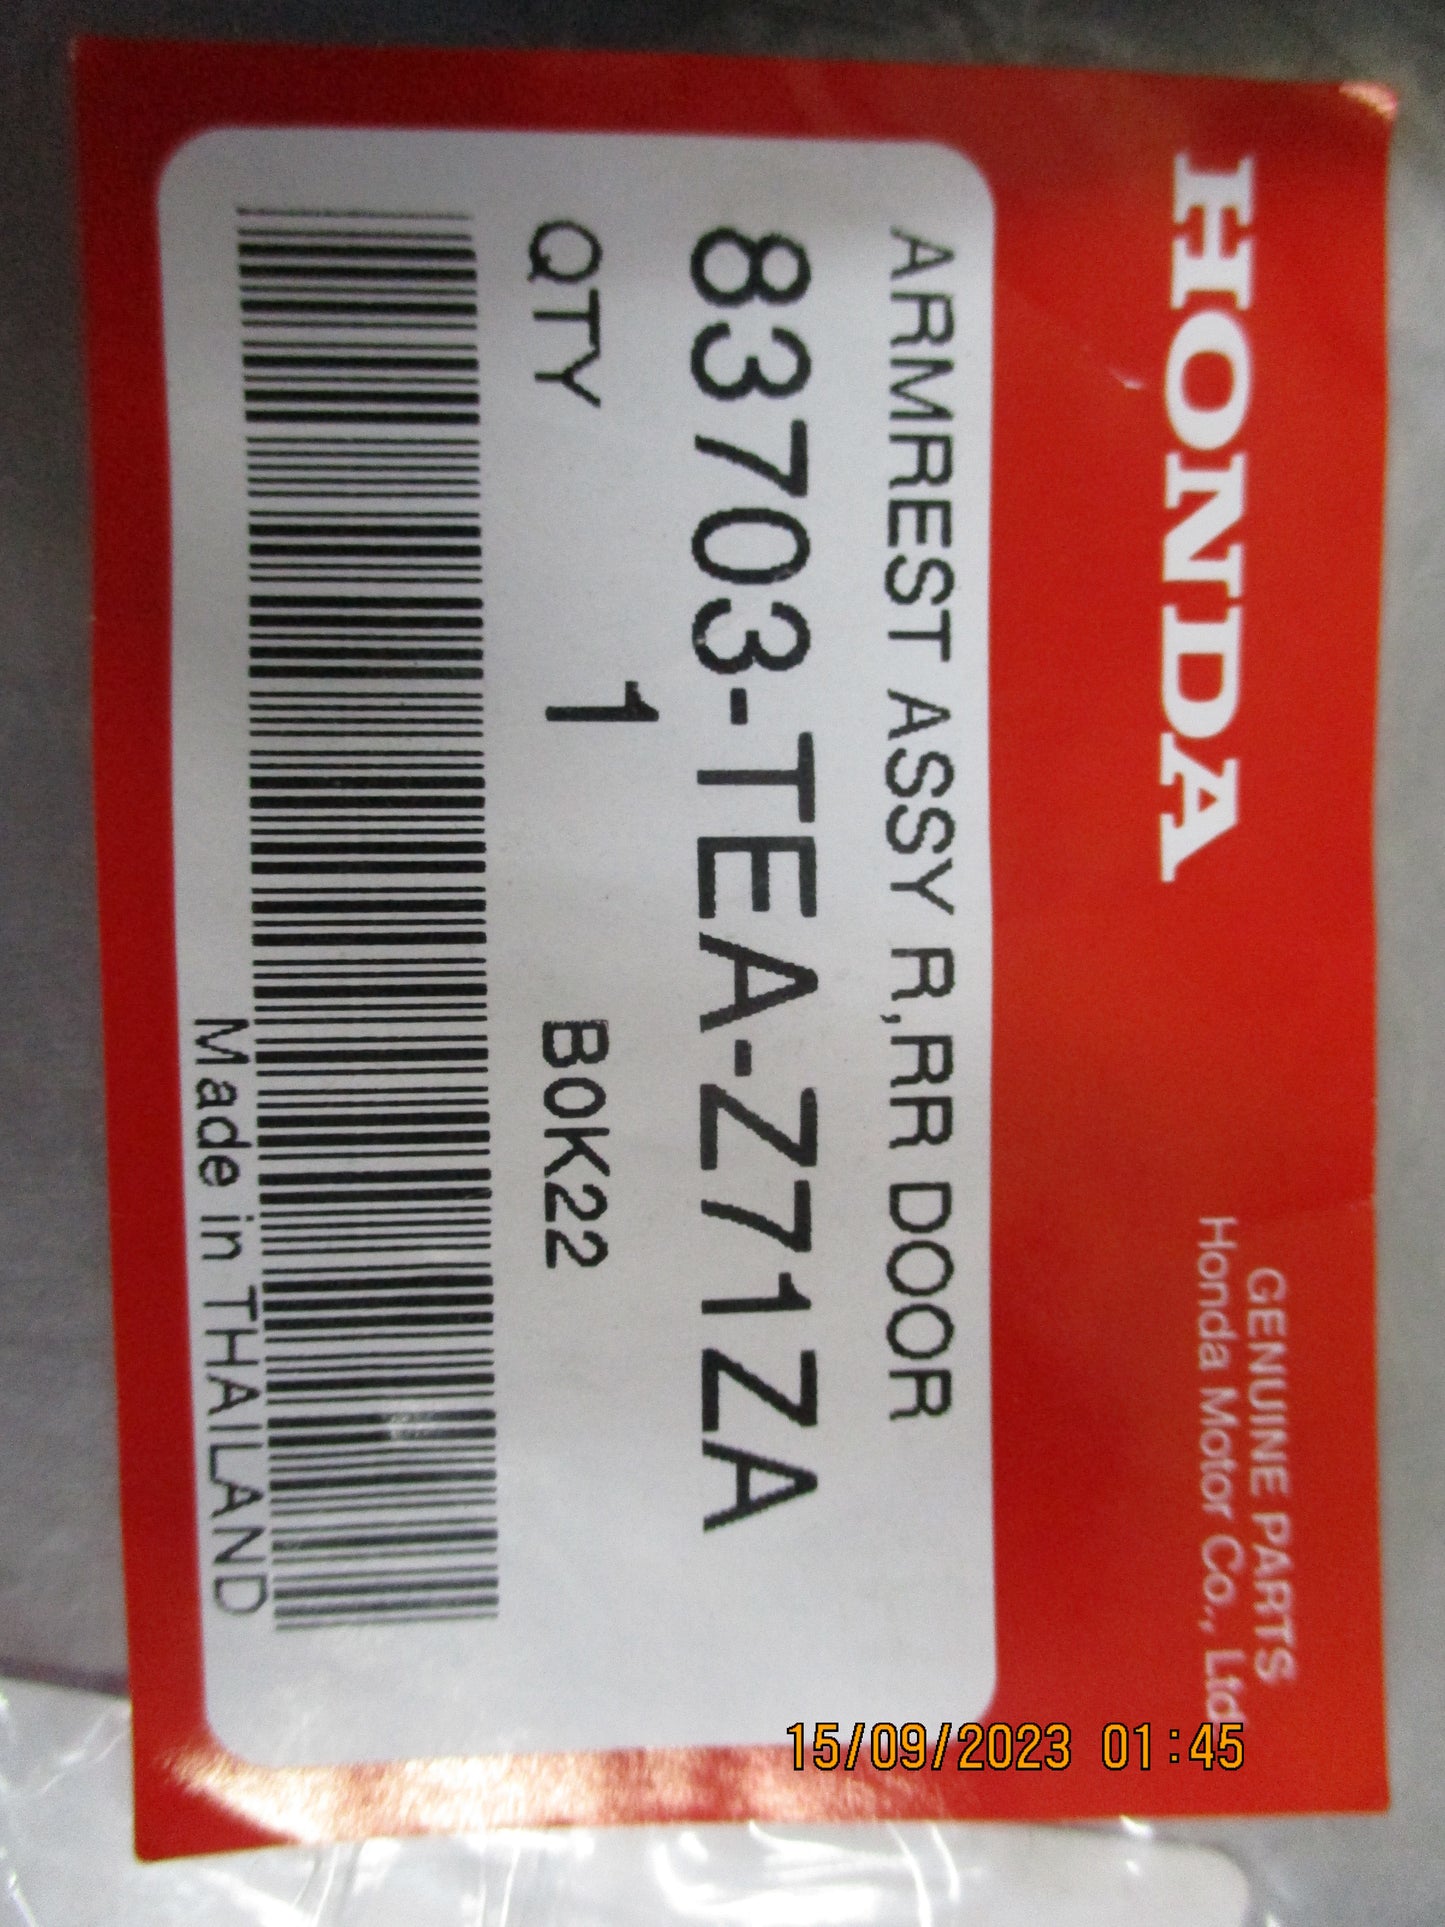 HONDA
GENUINE PARTS
Honda Motor Co., Ltd
ARMREST ASSY R,RR DOOR
83703-TEA-Z71ZA
QTY 1 B0K22
Made in THAILAND
15/09/2023 01:45